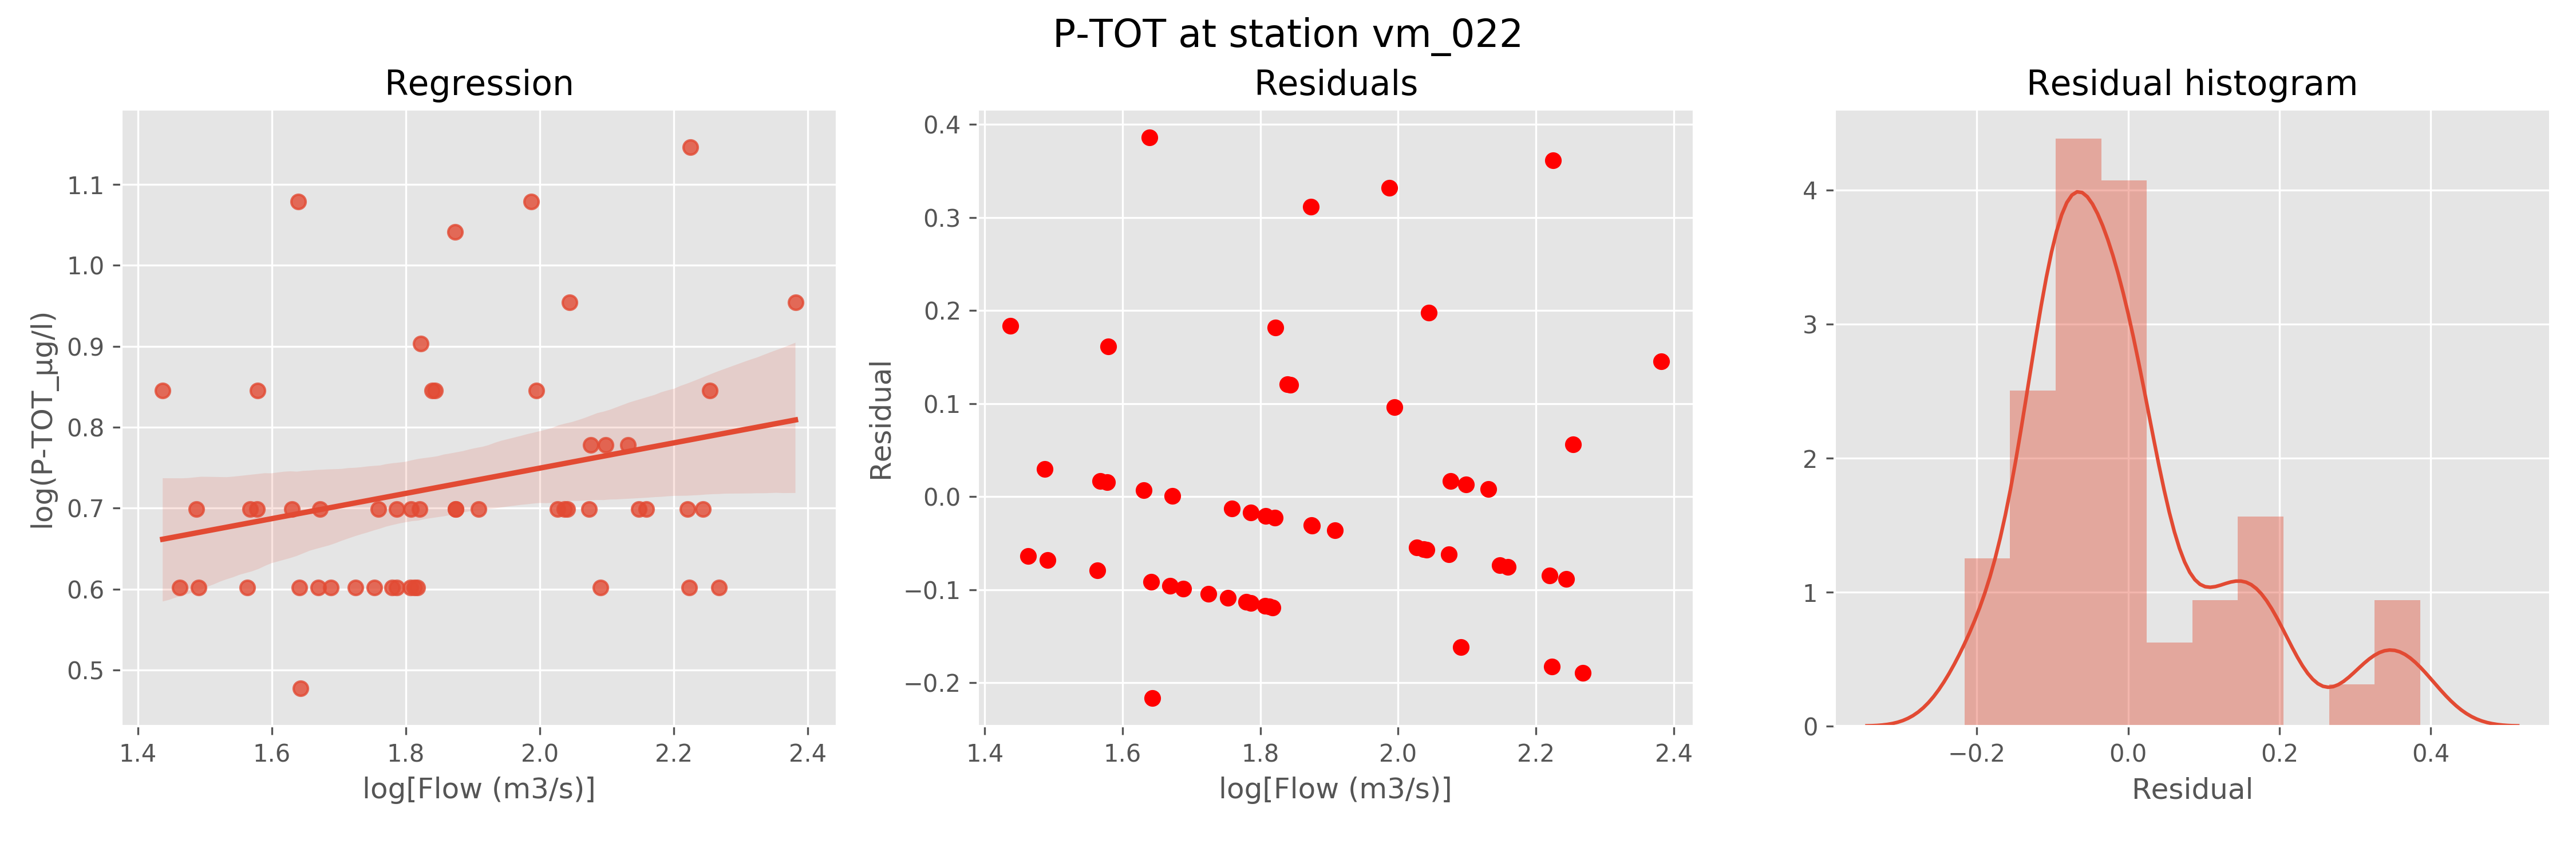 P-TOT at station vm_022
Regression
log(P-TOT_µg/l)
1.1
1.0
0.9
0.8
0.7
0.6
0.5
1.4 1.6 1.8 2.0 2.2 2.4
log[Flow (m3/s)]
Residuals
Residual
0.4
0.3
0.2
0.1
0.0
−0.1
−0.2
1.4 1.6 1.8 2.0 2.2 2.4
log[Flow (m3/s)]
Residual histogram
4
3
2
1
0
−0.2 0.0 0.2 0.4
Residual